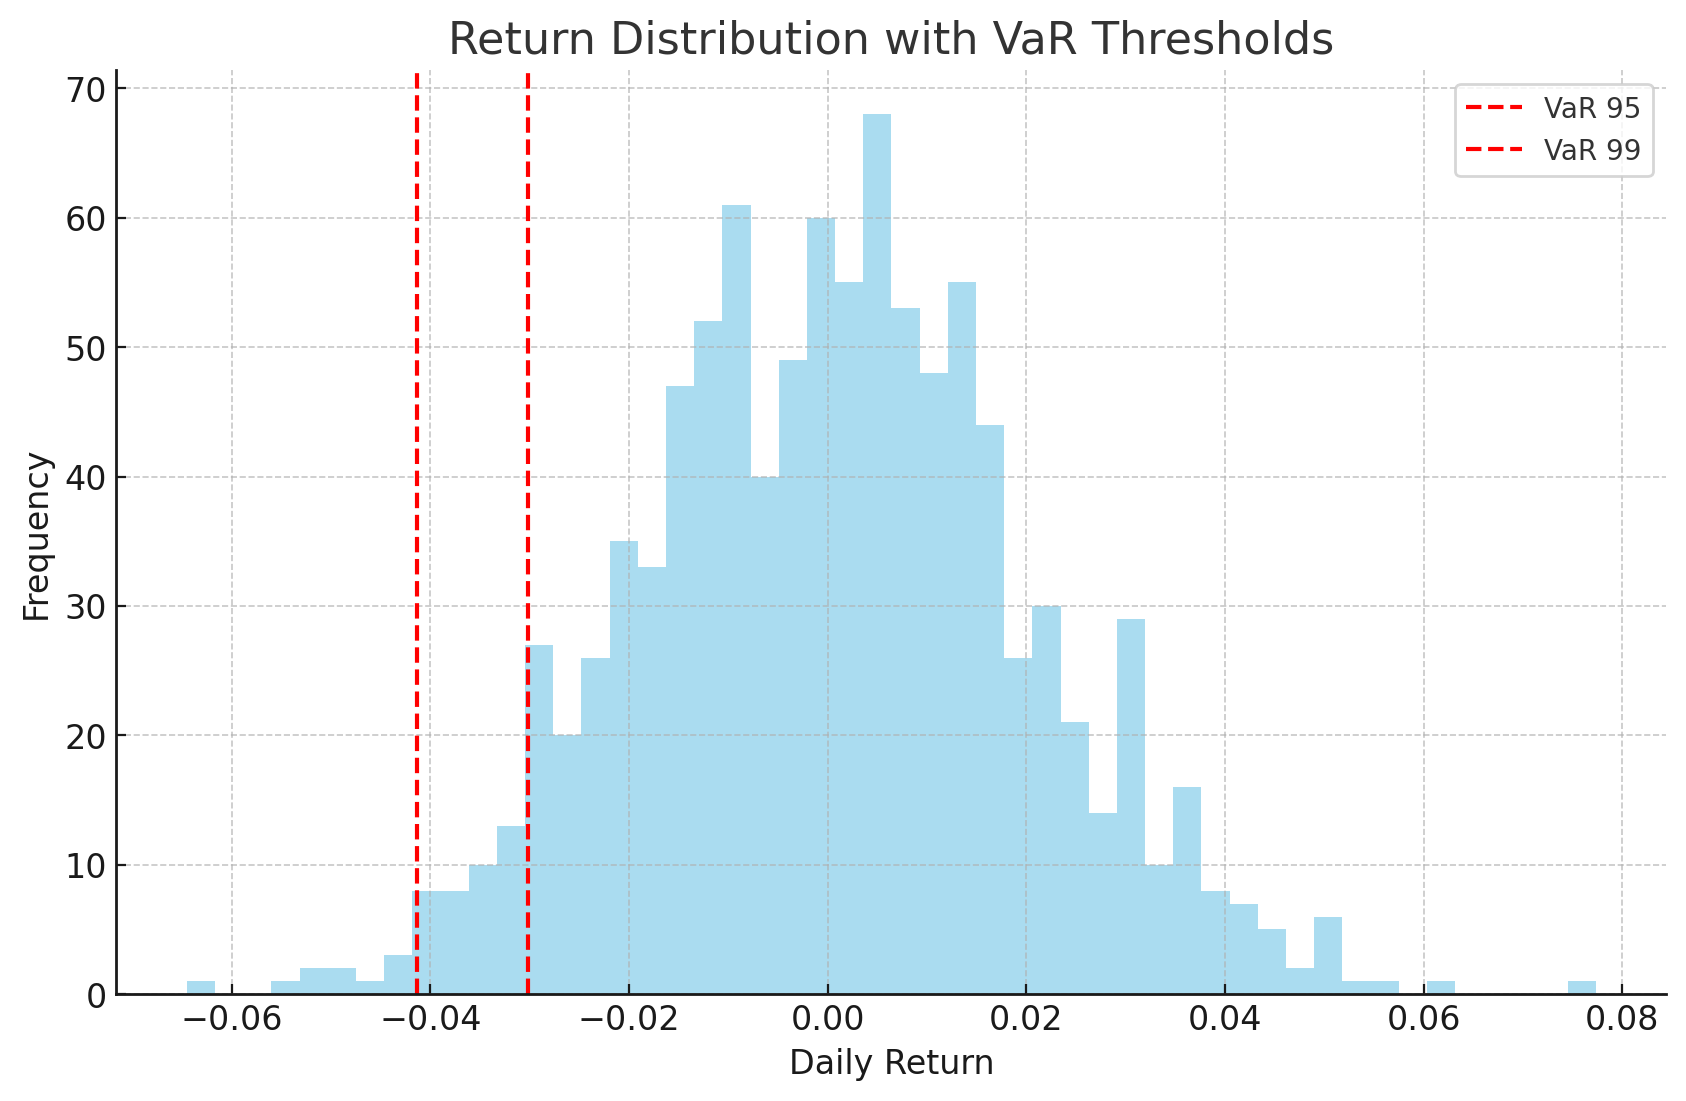 Return Distribution with VaR Thresholds
VaR 95
VaR 99
70
60
50
40
30
20
10
0
Frequency
−0.06 −0.04 −0.02 0.00 0.02 0.04 0.06 0.08
Daily Return